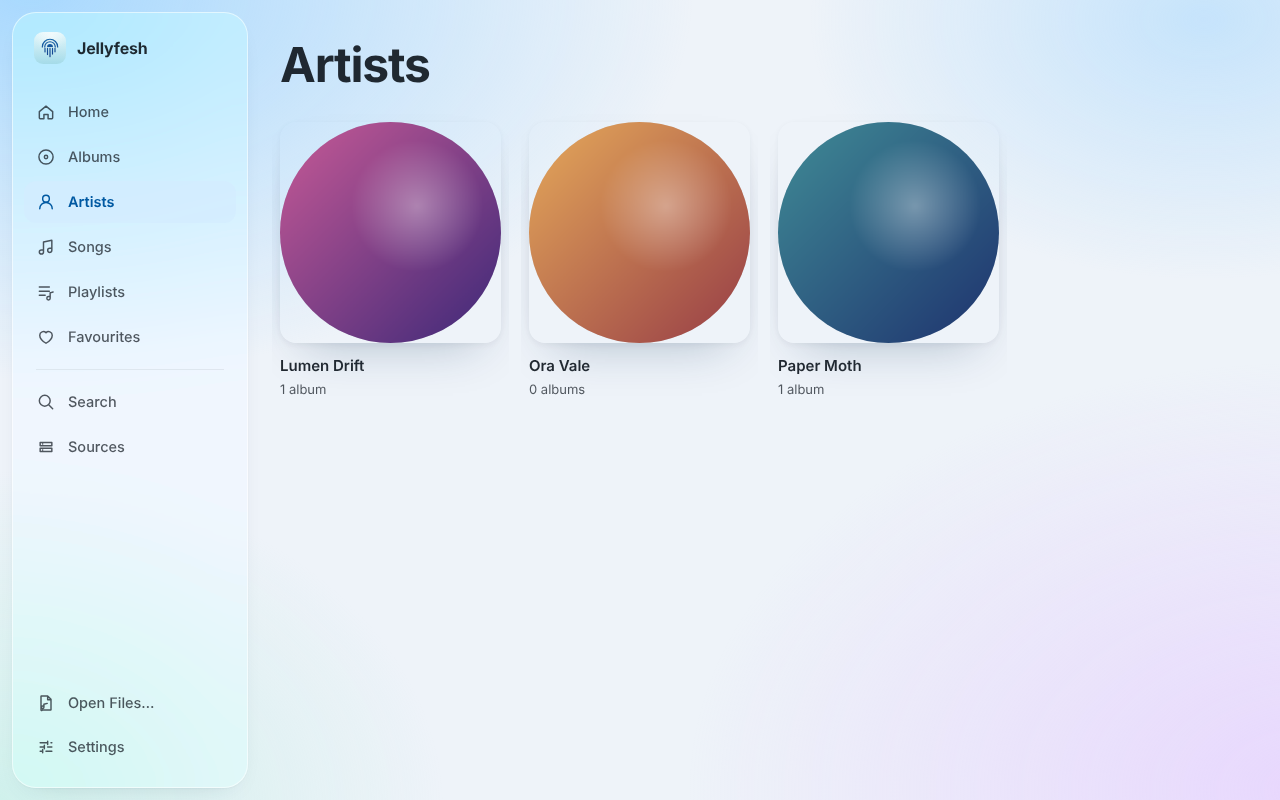 Jellyfesh
Home
Albums
Artists
Songs
Playlists
Favourites
Search
Sources
Open Files...
Settings
Artists
Lumen Drift
1 album
Ora Vale
0 albums
Paper Moth
1 album